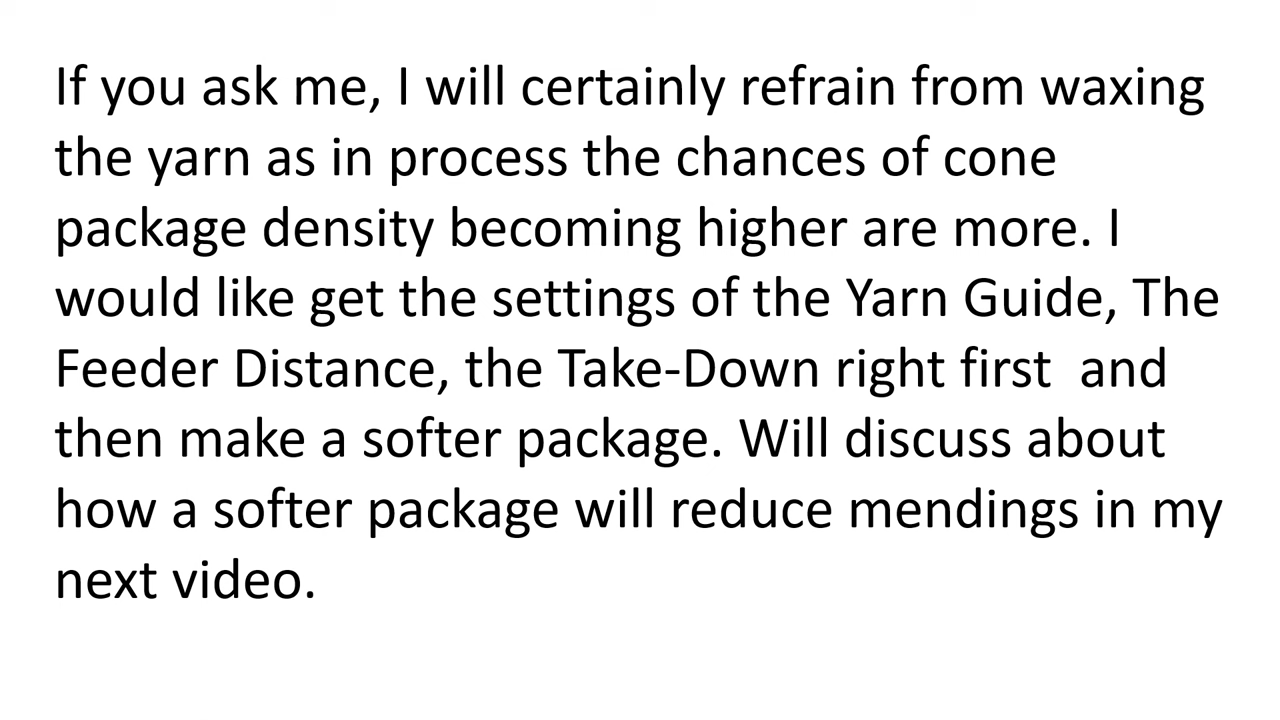 If you ask me, I will certainly refrain from waxing
the yarn as in process the chances of cone
package density becoming higher are more. I
would like get the settings of the Yarn Guide, The
Feeder Distance, the Take-Down right first  and
then make a softer package. Will discuss about
how a softer package will reduce mendings in my
next video.